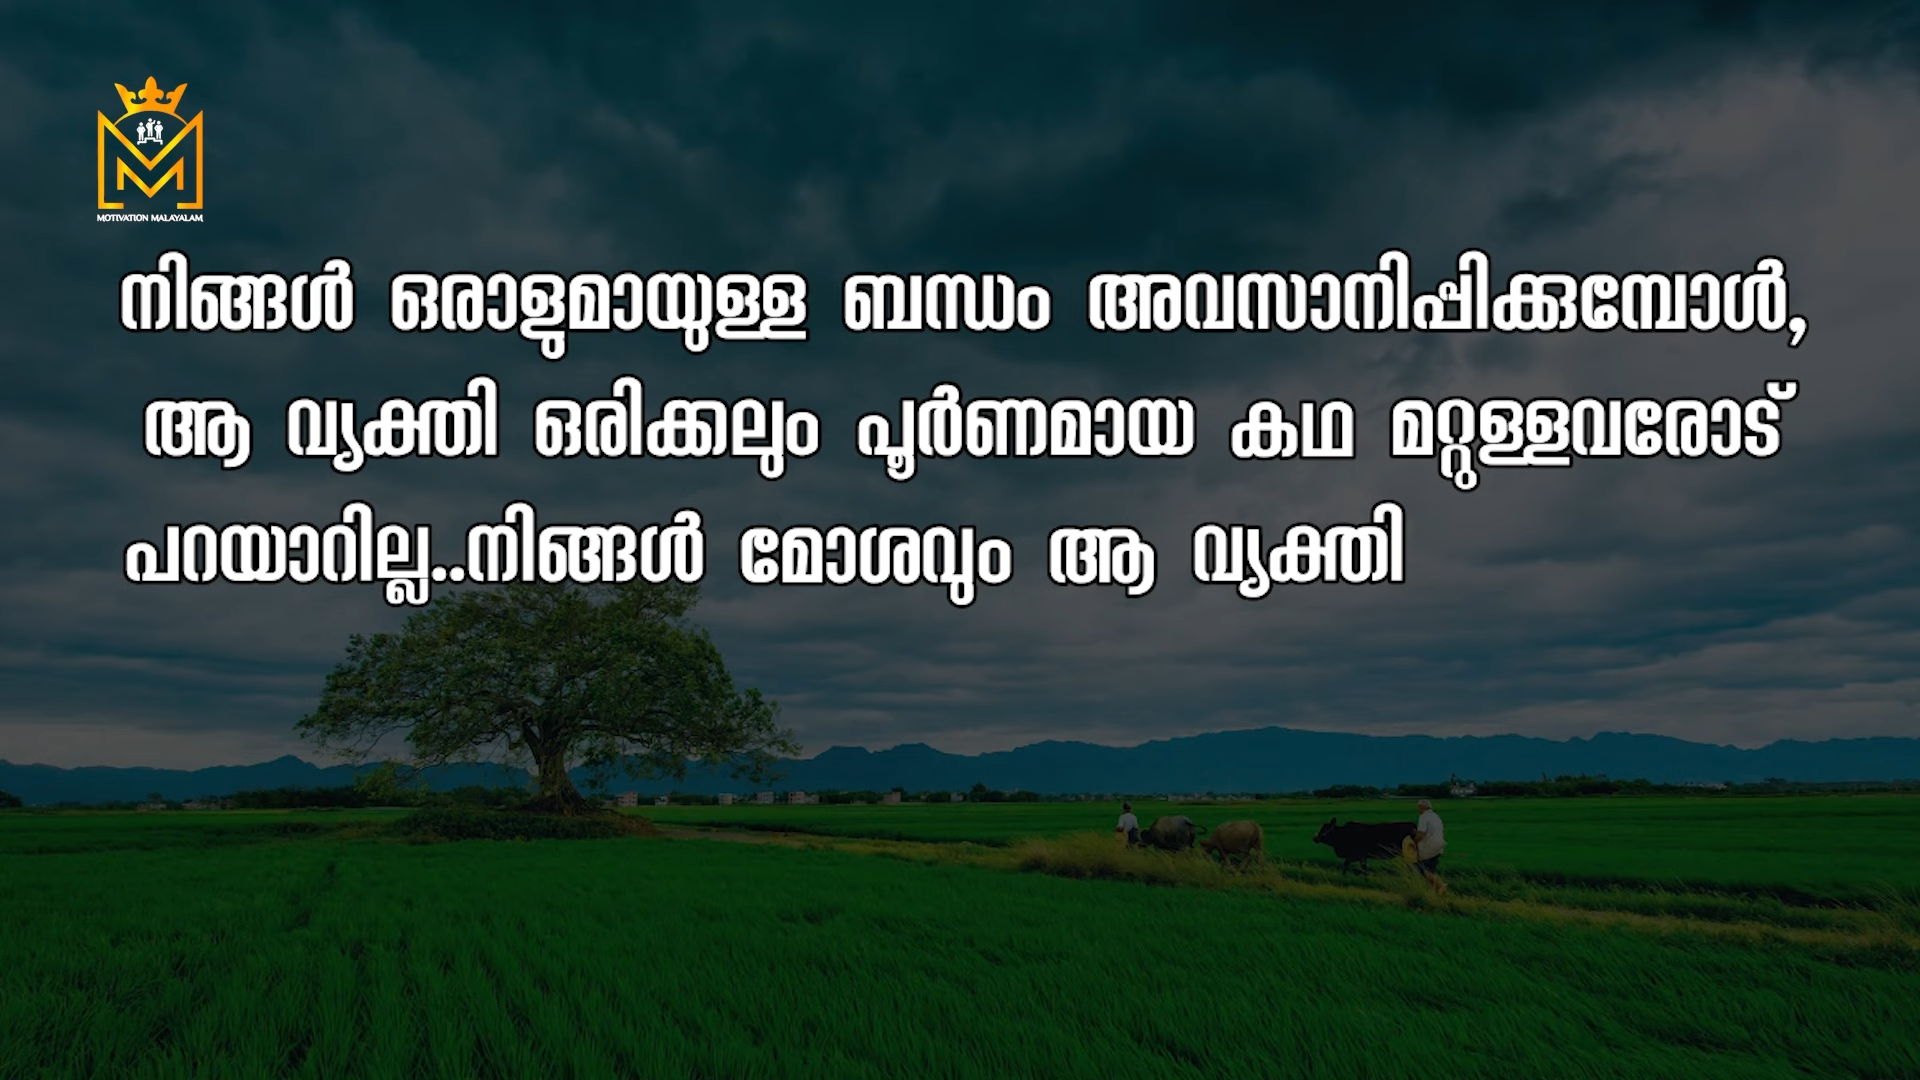 MOTIVATION MALAYALAM
നിങ്ങൾ ഒരാളുമായുള്ള ബന്ധം അവസാനിപ്പിക്കുമ്പോൾ,
ആ വ്യക്തി ഒരിക്കലും പൂർണമായ കഥ മറ്റുള്ളവരോട്
പറയാറില്ല..നിങ്ങൾ മോശവും ആ വ്യക്തി